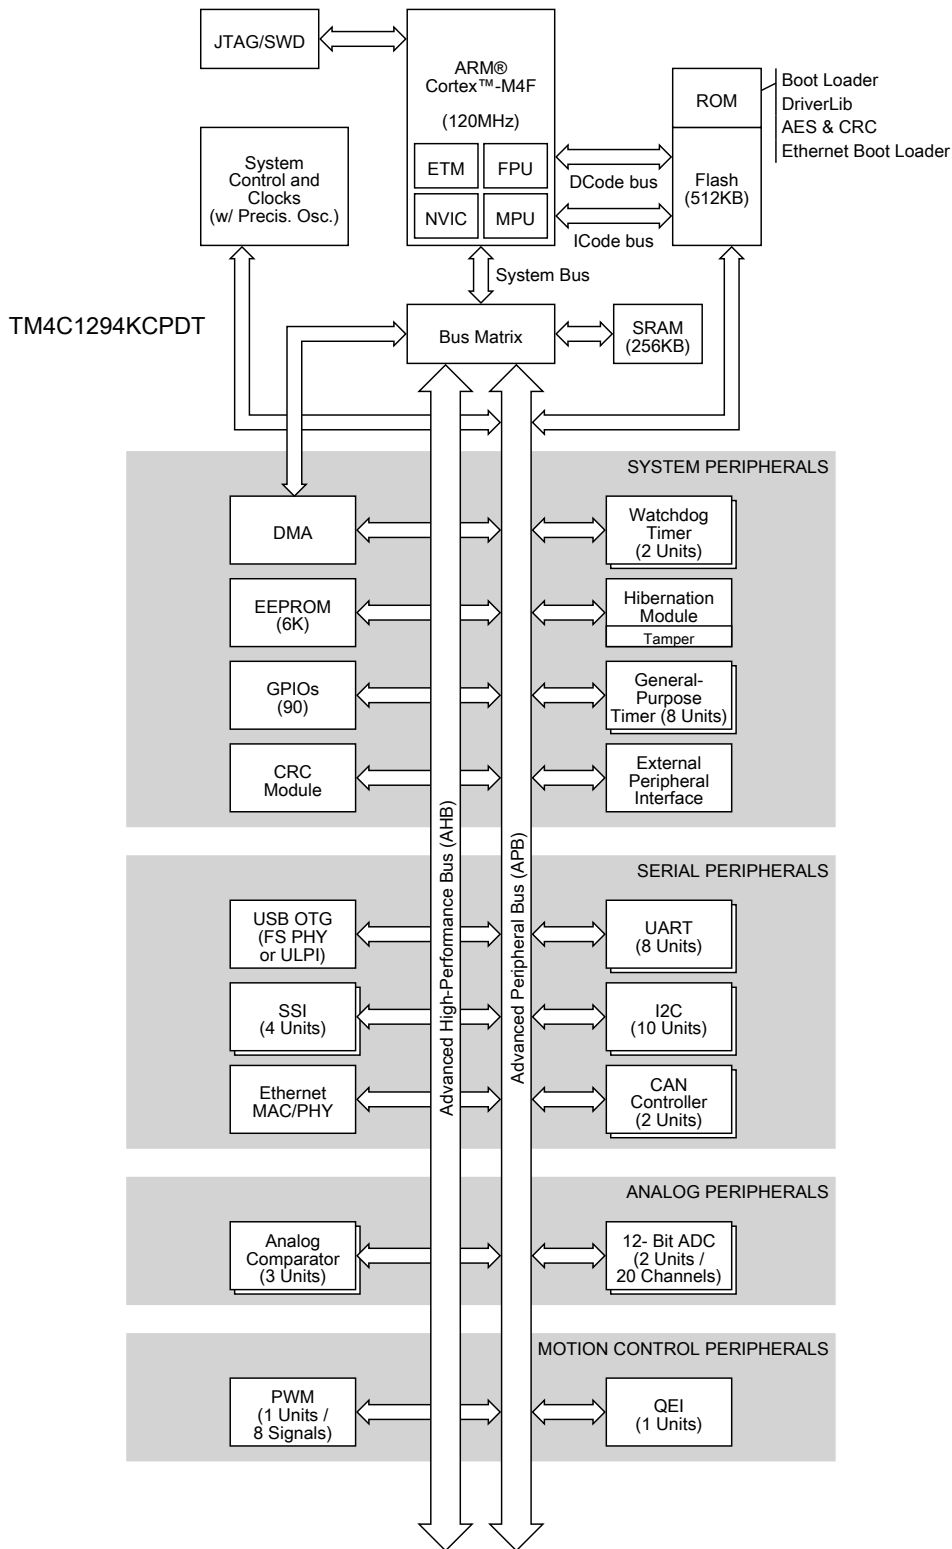 JTAG/SWD
ARM®
Cortex™-M4F
(120MHz)
ETM
FPU
NVIC
MPU
ROM
Boot Loader
DriverLib
AES & CRC
Ethernet Boot Loader
Flash
(512KB)
DCode bus
ICode bus
System
Control and
Clocks
(w/ Precis. Osc.)
System Bus
TM4C1294KCPDT
Bus Matrix
SRAM
(256KB)
SYSTEM PERIPHERALS
DMA
Watchdog
Timer
(2 Units)
EEPROM
(6K)
Hibernation
Module
Tamper
GPIOs
(90)
General-
Purpose
Timer (8 Units)
CRC
Module
External
Peripheral
Interface
Advanced High-Performance Bus (AHB)
Advanced Peripheral Bus (APB)
SERIAL PERIPHERALS
USB OTG
(FS PHY
or ULPI)
UART
(8 Units)
SSI
(4 Units)
I2C
(10 Units)
Ethernet
MAC/PHY
CAN
Controller
(2 Units)
ANALOG PERIPHERALS
Analog
Comparator
(3 Units)
12- Bit ADC
(2 Units /
20 Channels)
MOTION CONTROL PERIPHERALS
PWM
(1 Units /
8 Signals)
QEI
(1 Units)